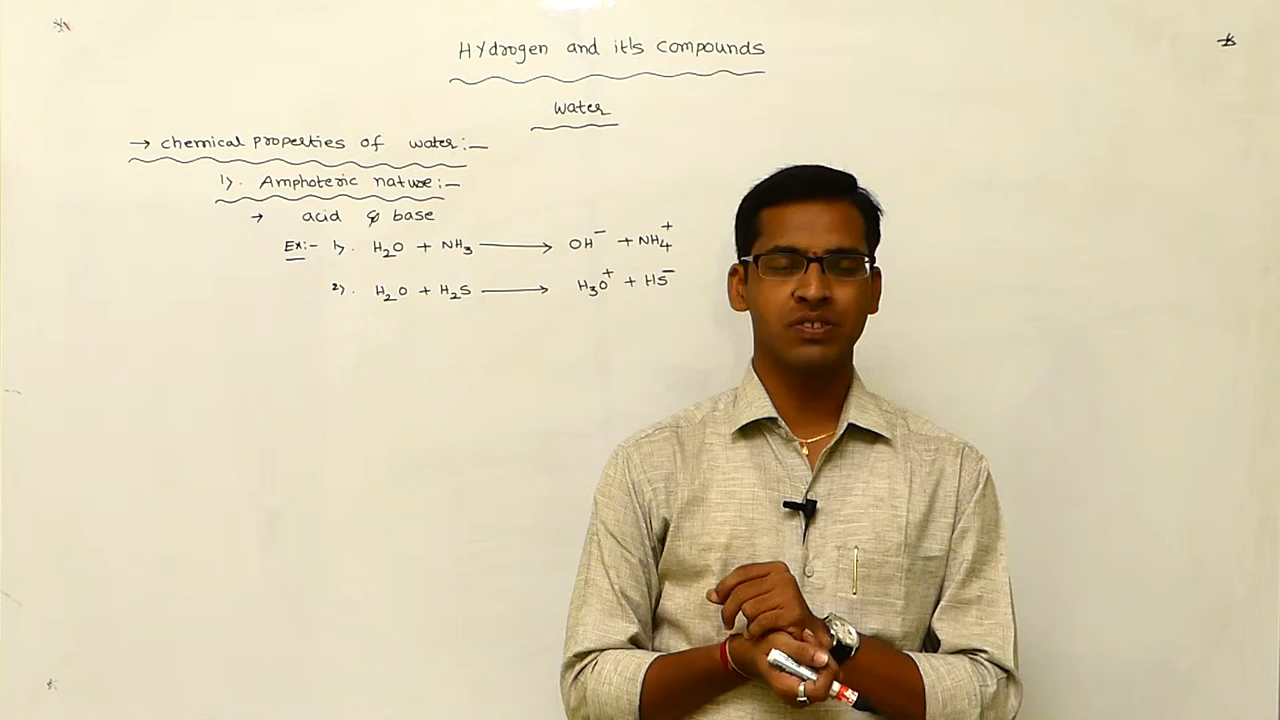 Hydrogen and it's compounds
water
→ chemical properties of water:-
1). Amphoteric nature:-
→ acid & base
Ex:- 1). H₂O + NH₃ ⟶ OH⁻ + NH₄⁺
2). H₂O + H₂S ⟶ H₃O⁺ + HS⁻